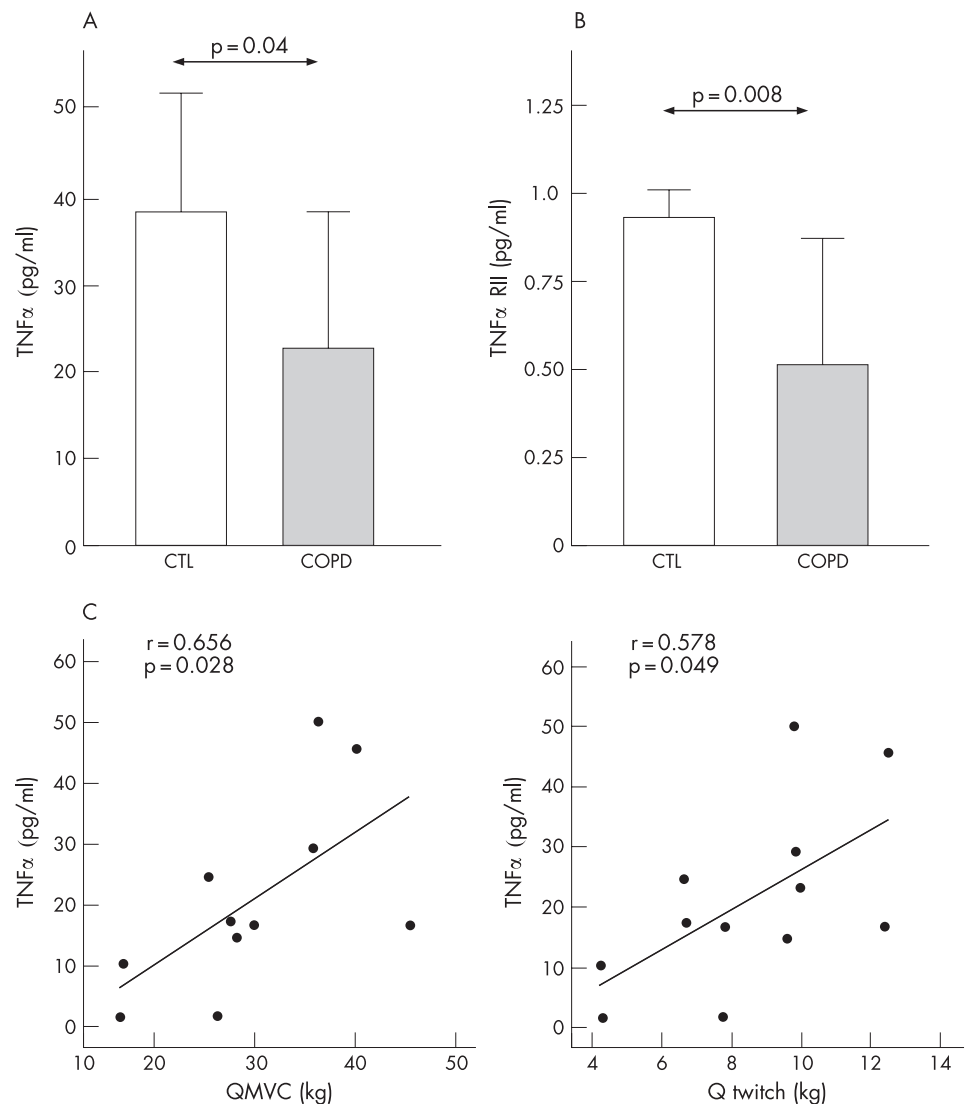 A
p = 0.04
50
40
30
20
10
0
TNFα (pg/ml)
CTL
COPD
B
p = 0.008
1.25
1.0
0.75
0.50
0.25
0
TNFα RII (pg/ml)
CTL
COPD
C
r = 0.656
p = 0.028
60
50
40
30
20
10
0
TNFα (pg/ml)
10
20
30
40
50
QMVC (kg)
r = 0.578
p = 0.049
60
50
40
30
20
10
0
TNFα (pg/ml)
4
6
8
10
12
14
Q twitch (kg)